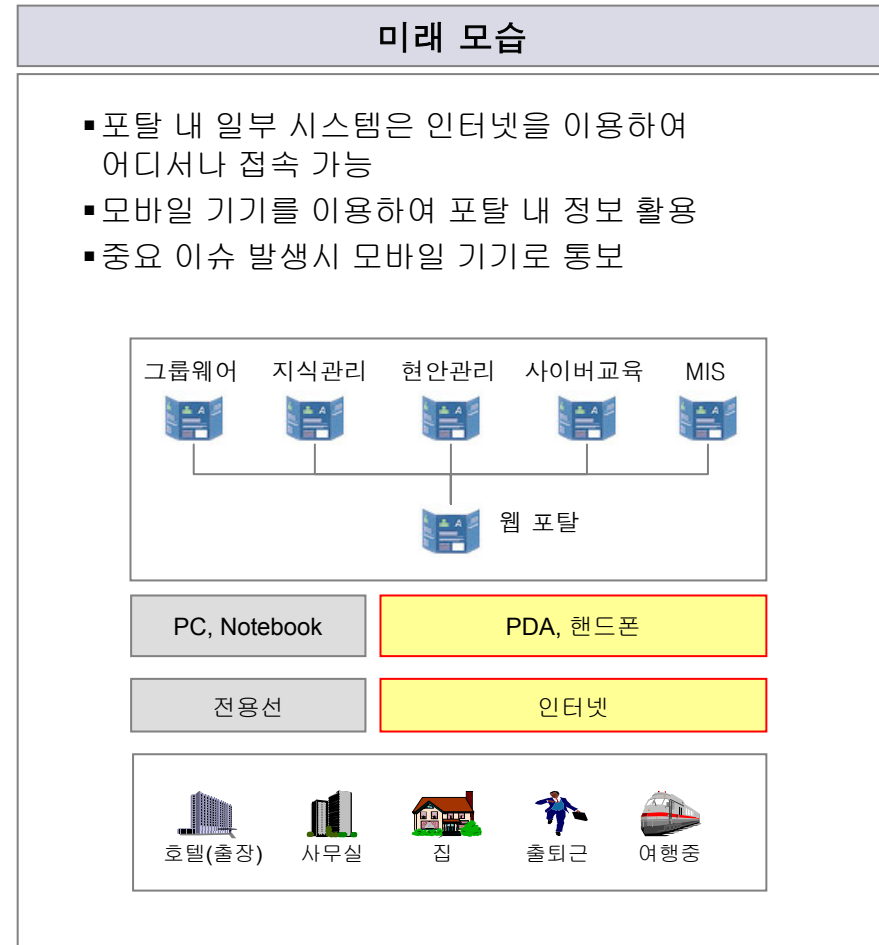 미래 모습
▪포탈 내 일부 시스템은 인터넷을 이용하여
어디서나 접속 가능
▪모바일 기기를 이용하여 포탈 내 정보 활용
▪중요 이슈 발생시 모바일 기기로 통보
그룹웨어 지식관리 현안관리 사이버교육 MIS
웹 포탈
PC, Notebook PDA, 핸드폰
전용선 인터넷
호텔(출장) 사무실 집 출퇴근 여행중